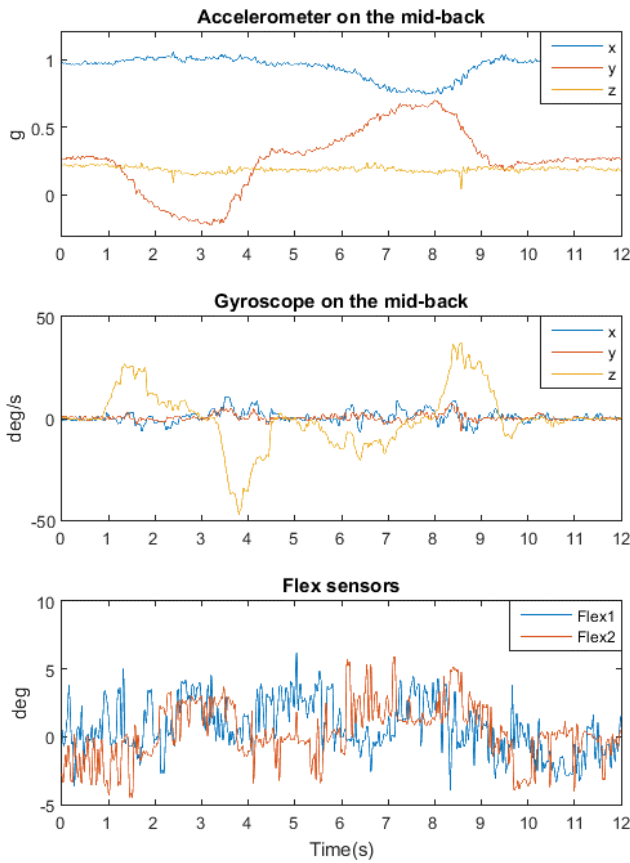 Accelerometer on the mid-back
x
y
z
1
0.5
0
g
0 1 2 3 4 5 6 7 8 9 10 11 12
Gyroscope on the mid-back
x
y
z
50
0
-50
deg/s
0 1 2 3 4 5 6 7 8 9 10 11 12
Flex sensors
Flex1
Flex2
10
5
0
-5
deg
0 1 2 3 4 5 6 7 8 9 10 11 12
Time(s)